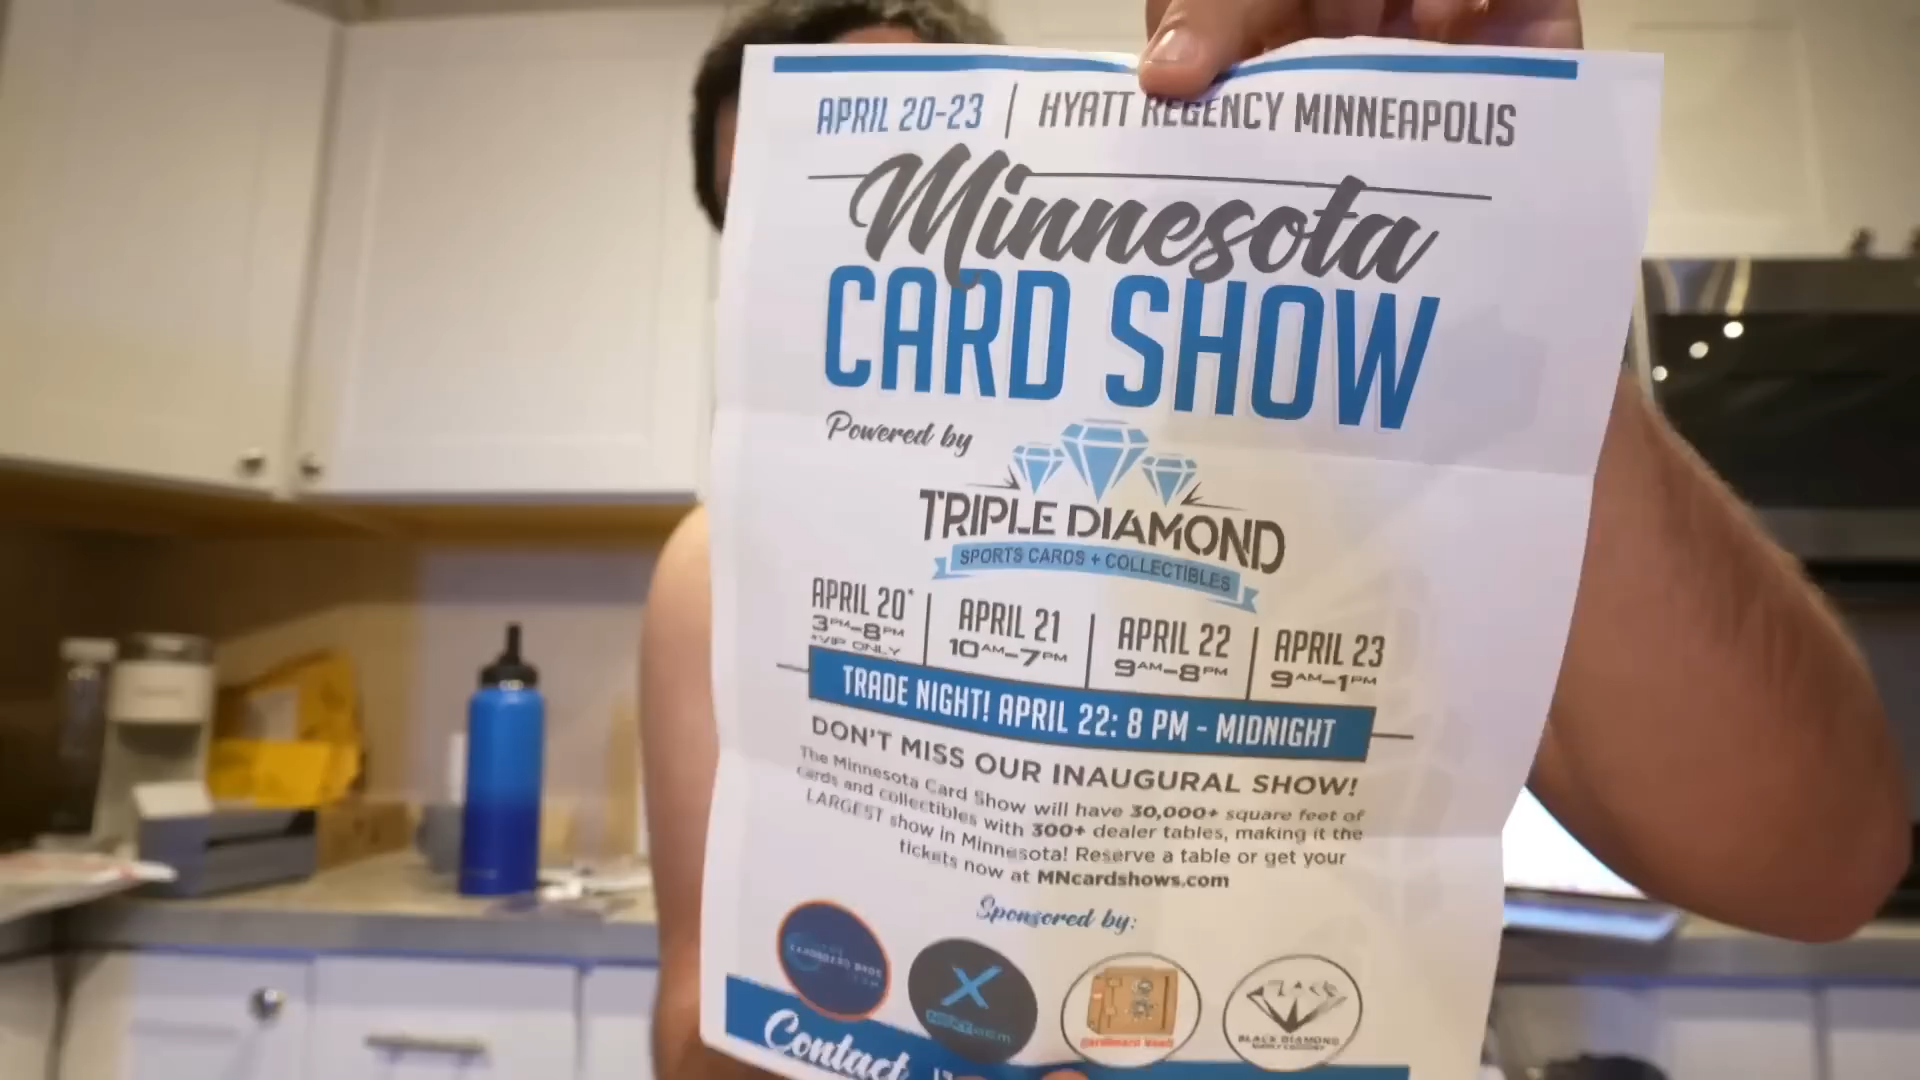 APRIL 20-23 | HYATT REGENCY MINNEAPOLIS
Minnesota
CARD SHOW
Powered by
TRIPLE DIAMOND
SPORTS CARDS + COLLECTIBLES
APRIL 20* | APRIL 21 | APRIL 22 | APRIL 23
3PM-8PM 10AM-7PM 9AM-8PM 9AM-1PM
*VIP ONLY
TRADE NIGHT! APRIL 22: 8 PM - MIDNIGHT
DON'T MISS OUR INAUGURAL SHOW!
The Minnesota Card Show will have 30,000+ square feet of
cards and collectibles with 300+ dealer tables, making it the
LARGEST show in Minnesota! Reserve a table or get your
tickets now at MNcardshows.com
Sponsored by:
X
BLACK DIAMOND
Contact